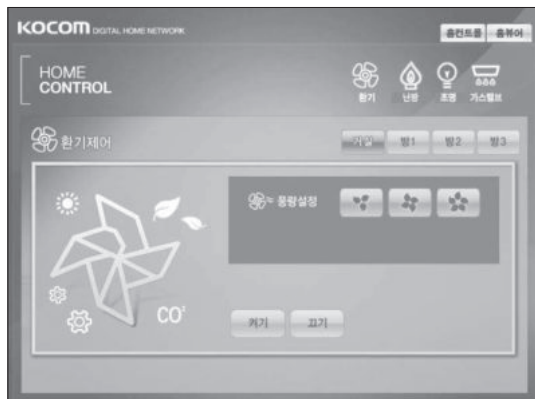 KOCOM DIGITAL HOME NETWORK
홈컨트롤 홈뷰어
HOME
CONTROL
환기 난방 조명 가스밸브
환기제어
거실 방1 방2 방3
풍량설정
CO²
켜기 끄기